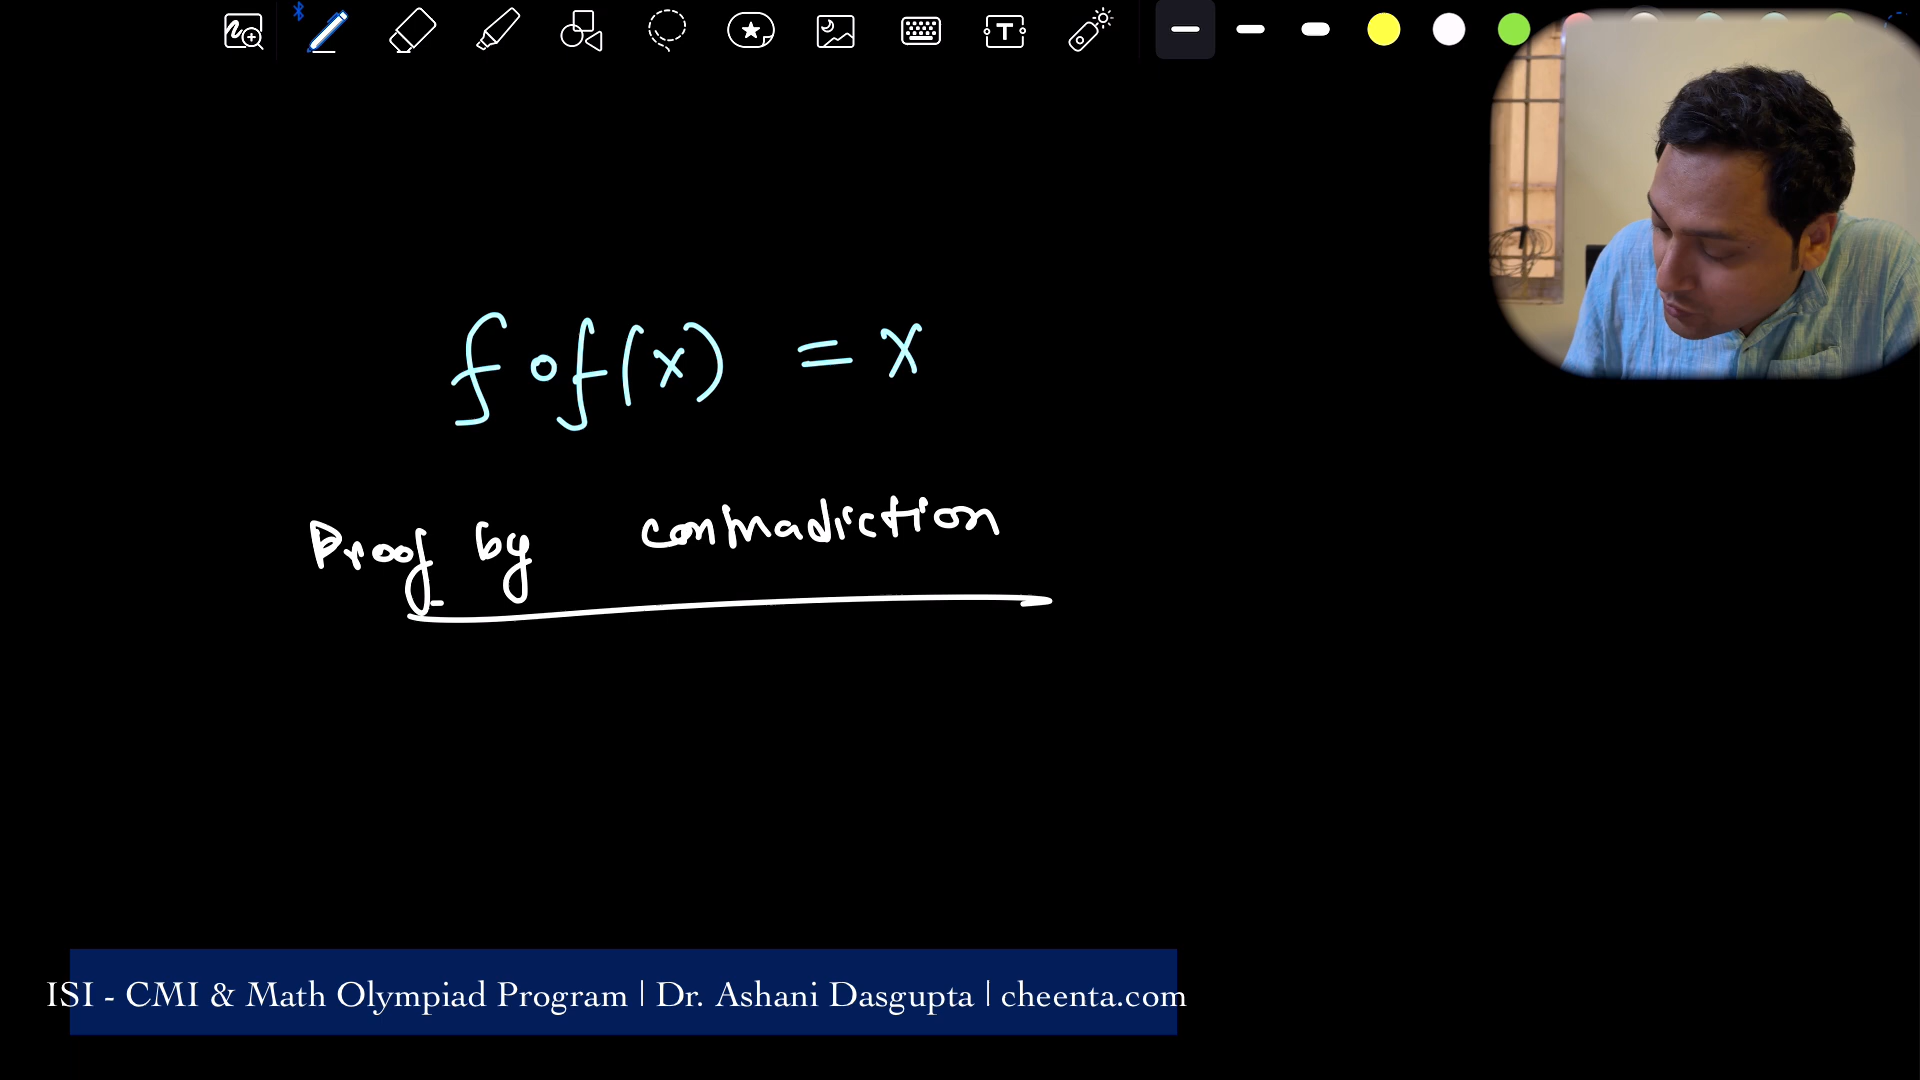 T
f o f(x) = x
Proof by contradiction
ISI - CMI & Math Olympiad Program | Dr. Ashani Dasgupta | cheenta.com